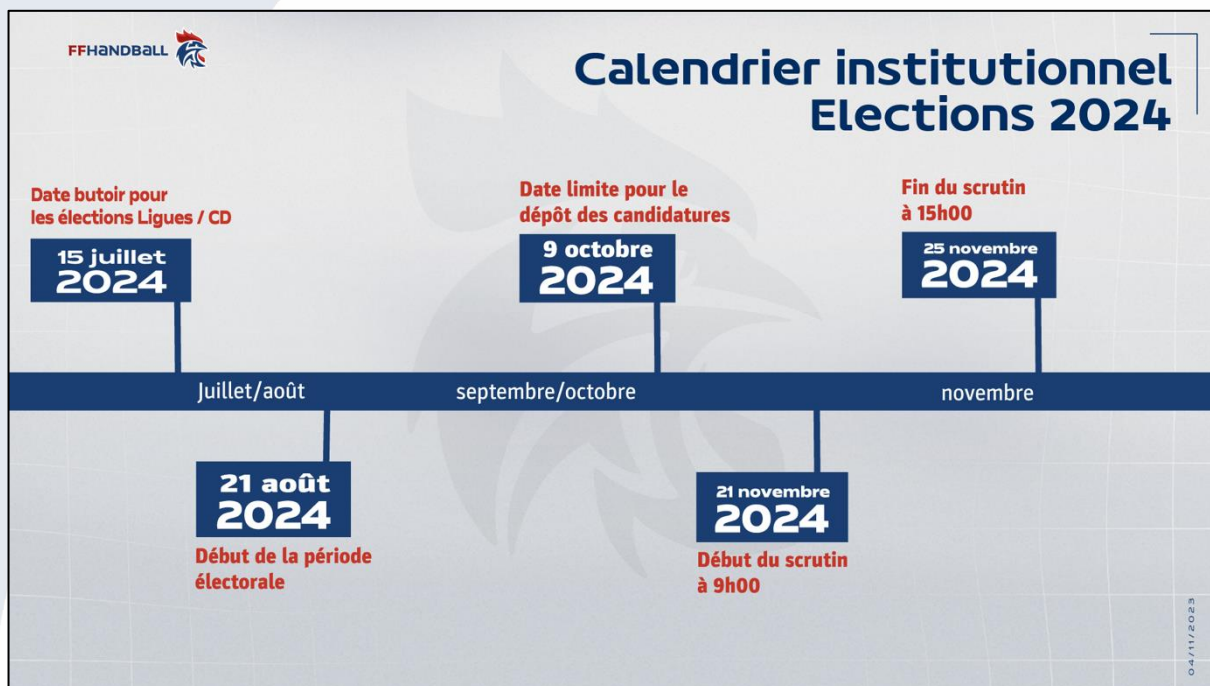 FFHANDBALL
Calendrier institutionnel
Elections 2024
Date butoir pour
les élections Ligues / CD
15 juillet
2024
Date limite pour le
dépôt des candidatures
9 octobre
2024
Fin du scrutin
à 15h00
25 novembre
2024
Juillet/août
septembre/octobre
novembre
21 août
2024
Début de la période
électorale
21 novembre
2024
Début du scrutin
à 9h00
04/11/2023